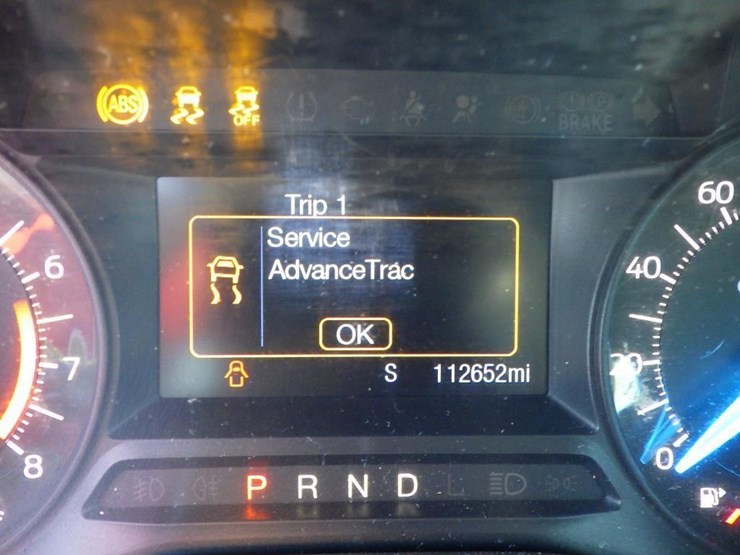 ABS
OFF
BRAKE
Trip 1
Service
AdvanceTrac
OK
S 112652mi
6
7
8
60
40
20
0
P R N D L